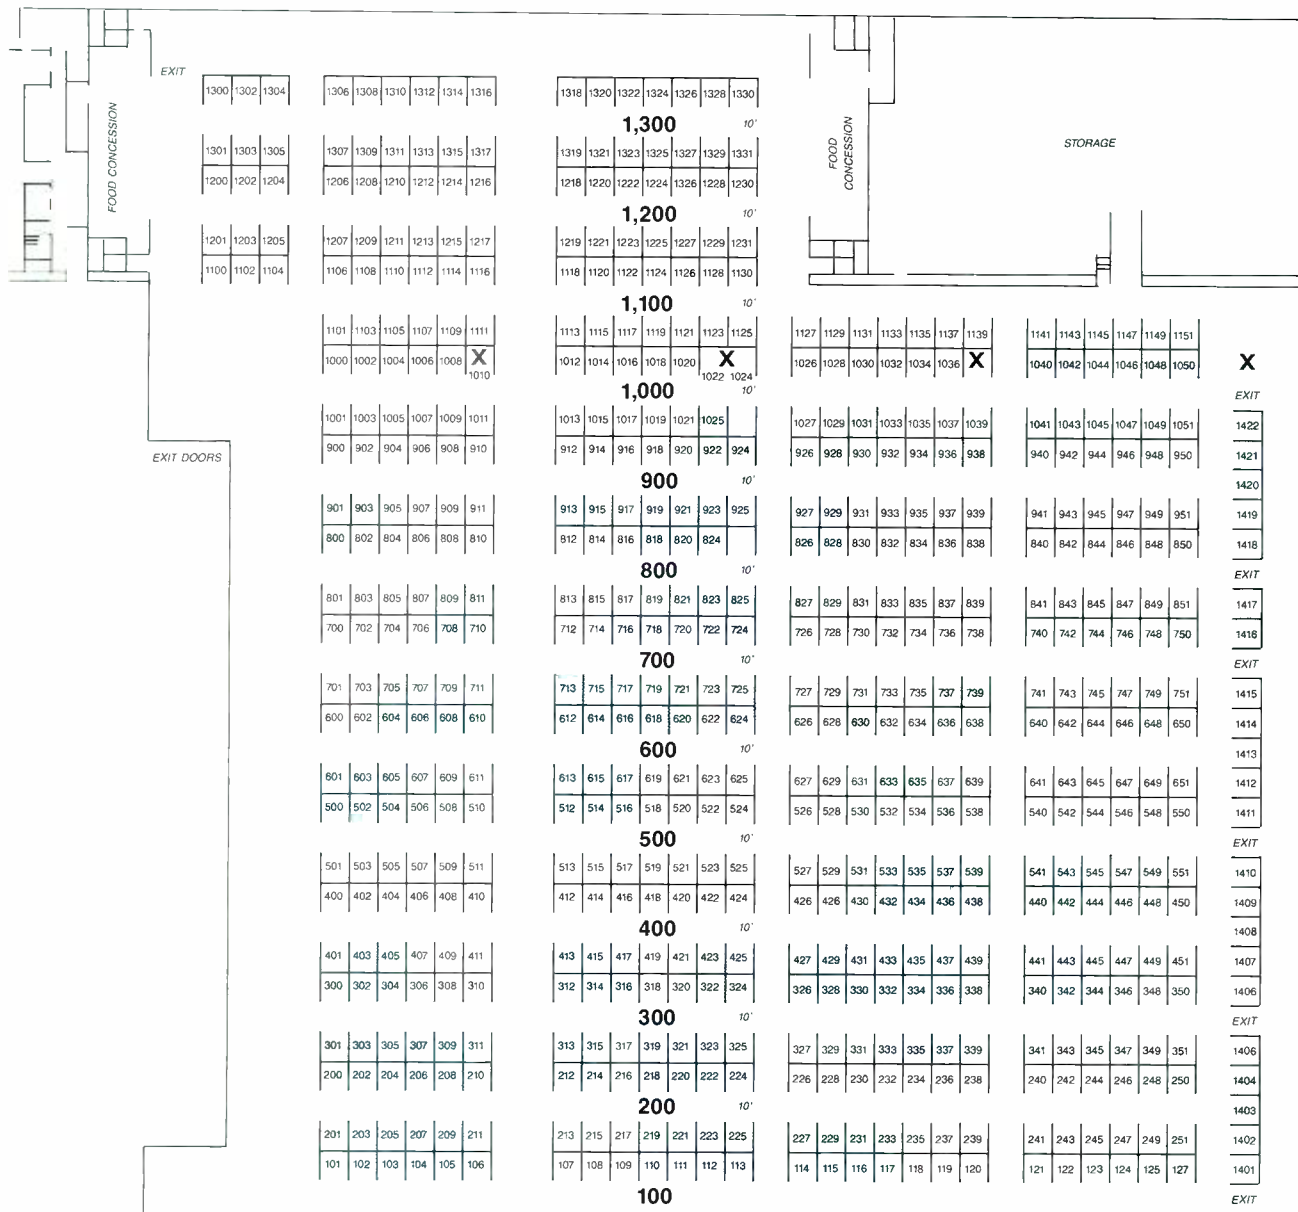 EXIT
1300 1302 1304 1306 1308 1310 1312 1314 1316 1318 1320 1322 1324 1326 1328 1330
1,300 10'
FOOD CONCESSION
FOOD CONCESSION
STORAGE
1301 1303 1305 1307 1309 1311 1313 1315 1317 1319 1321 1323 1325 1327 1329 1331
1200 1202 1204 1206 1208 1210 1212 1214 1216 1218 1220 1222 1224 1326 1228 1230
1,200 10'
1201 1203 1205 1207 1209 1211 1213 1215 1217 1219 1221 1223 1225 1227 1229 1231
1100 1102 1104 1106 1108 1110 1112 1114 1116 1118 1120 1122 1124 1126 1128 1130
1,100 10'
1101 1103 1105 1107 1109 1111 1113 1115 1117 1119 1121 1123 1125 1127 1129 1131 1133 1135 1137 1139 1141 1143 1145 1147 1149 1151
1000 1002 1004 1006 1008 X 1012 1014 1016 1018 1020 X 1026 1028 1030 1032 1034 1036 X 1040 1042 1044 1046 1048 1050 X
1010 1022 1024
1,000 10' EXIT
1001 1003 1005 1007 1009 1011 1013 1015 1017 1019 1021 1025 1027 1029 1031 1033 1035 1037 1039 1041 1043 1045 1047 1049 1051 1422
EXIT DOORS
900 902 904 906 908 910 912 914 916 918 920 922 924 926 928 930 932 934 936 938 940 942 944 946 948 950 1421
900 10' 1420
901 903 905 907 909 911 913 915 917 919 921 923 925 927 929 931 933 935 937 939 941 943 945 947 949 951 1419
800 802 804 806 808 810 812 814 816 818 820 824 826 828 830 832 834 836 838 840 842 844 846 848 850 1418
800 10' EXIT
801 803 805 807 809 811 813 815 817 819 821 823 825 827 829 831 833 835 837 839 841 843 845 847 849 851 1417
700 702 704 706 708 710 712 714 716 718 720 722 724 726 728 730 732 734 736 738 740 742 744 746 748 750 1416
700 10' EXIT
701 703 705 707 709 711 713 715 717 719 721 723 725 727 729 731 733 735 737 739 741 743 745 747 749 751 1415
600 602 604 606 608 610 612 614 616 618 620 622 624 626 628 630 632 634 636 638 640 642 644 646 648 650 1414
600 10' 1413
601 603 605 607 609 611 613 615 617 619 621 623 625 627 629 631 633 635 637 639 641 643 645 647 649 651 1412
500 502 504 506 508 510 512 514 516 518 520 522 524 526 528 530 532 534 536 538 540 542 544 546 548 550 1411
500 10' EXIT
501 503 505 507 509 511 513 515 517 519 521 523 525 527 529 531 533 535 537 539 541 543 545 547 549 551 1410
400 402 404 406 408 410 412 414 416 418 420 422 424 426 426 430 432 434 436 438 440 442 444 446 448 450 1409
400 10' 1408
401 403 405 407 409 411 413 415 417 419 421 423 425 427 429 431 433 435 437 439 441 443 445 447 449 451 1407
300 302 304 306 308 310 312 314 316 318 320 322 324 326 328 330 332 334 336 338 340 342 344 346 348 350 1406
300 10' EXIT
301 303 305 307 309 311 313 315 317 319 321 323 325 327 329 331 333 335 337 339 341 343 345 347 349 351 1406
200 202 204 206 208 210 212 214 216 218 220 222 224 226 228 230 232 234 236 238 240 242 244 246 248 250 1404
200 10' 1403
201 203 205 207 209 211 213 215 217 219 221 223 225 227 229 231 233 235 237 239 241 243 245 247 249 251 1402
101 102 103 104 105 106 107 108 109 110 111 112 113 114 115 116 117 118 119 120 121 122 123 124 125 127 1401
100 EXIT